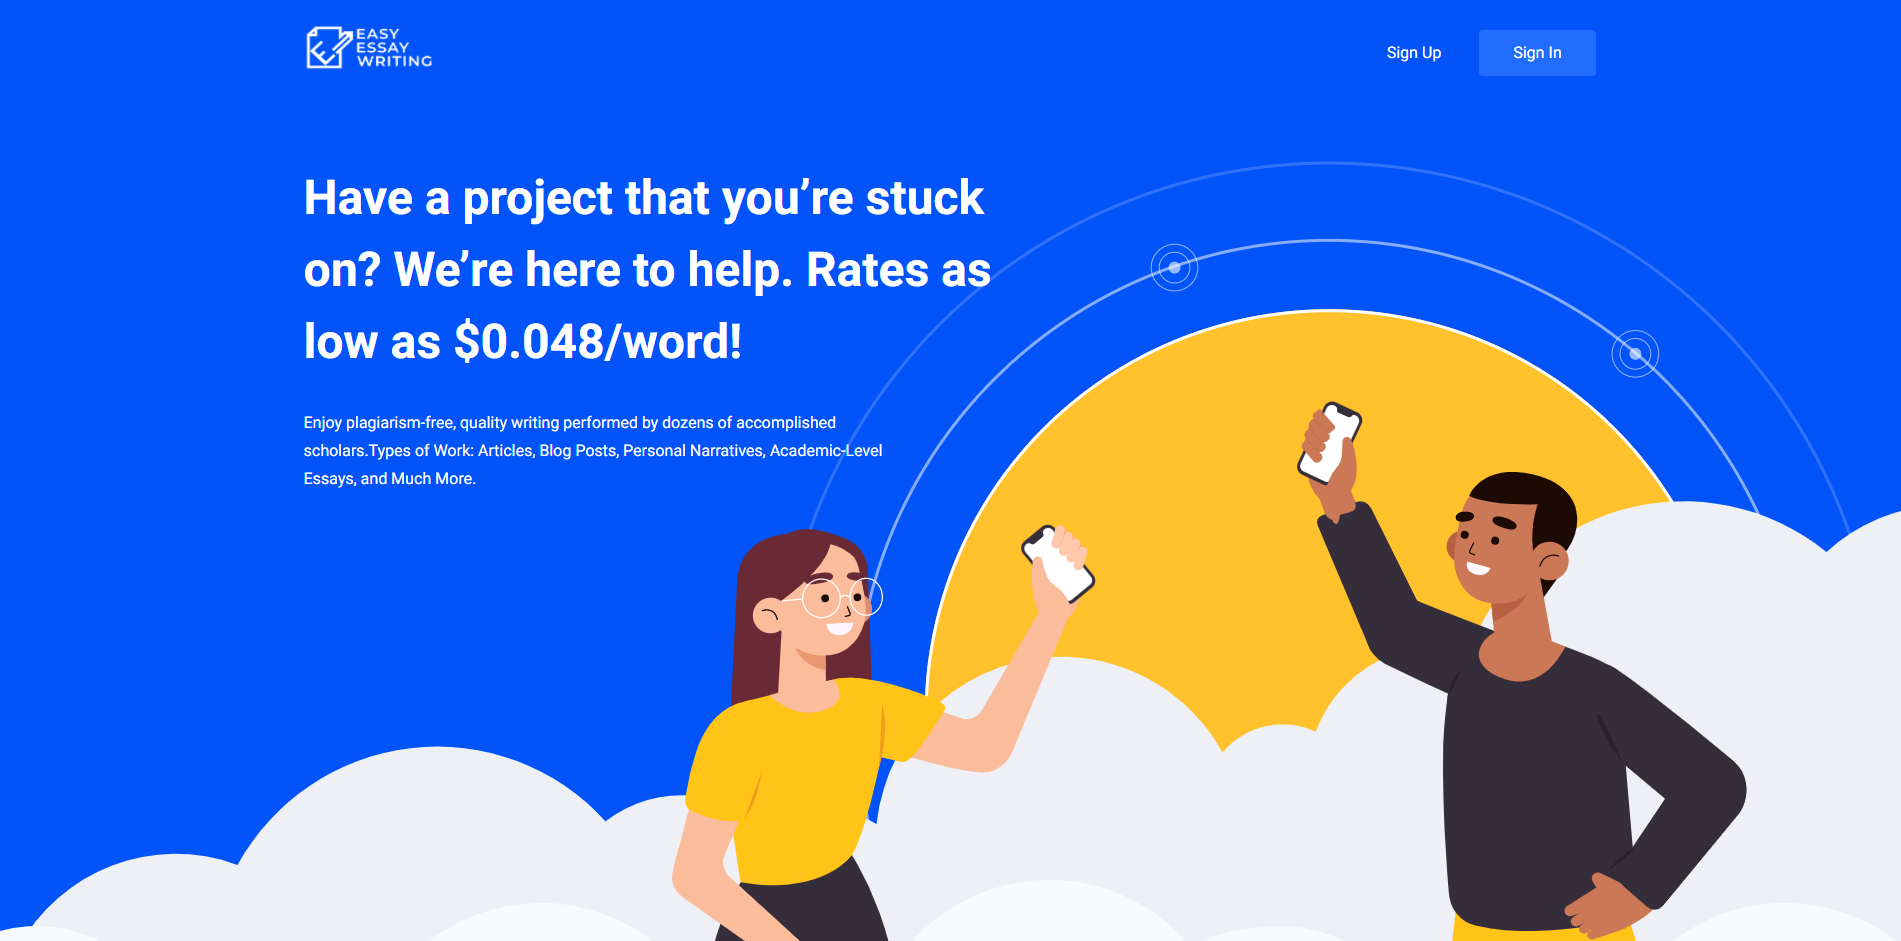 EASY
ESSAY
WRITING
Sign Up
Sign In
Have a project that you’re stuck
on? We’re here to help. Rates as
low as $0.048/word!
Enjoy plagiarism-free, quality writing performed by dozens of accomplished
scholars.Types of Work: Articles, Blog Posts, Personal Narratives, Academic-Level
Essays, and Much More.